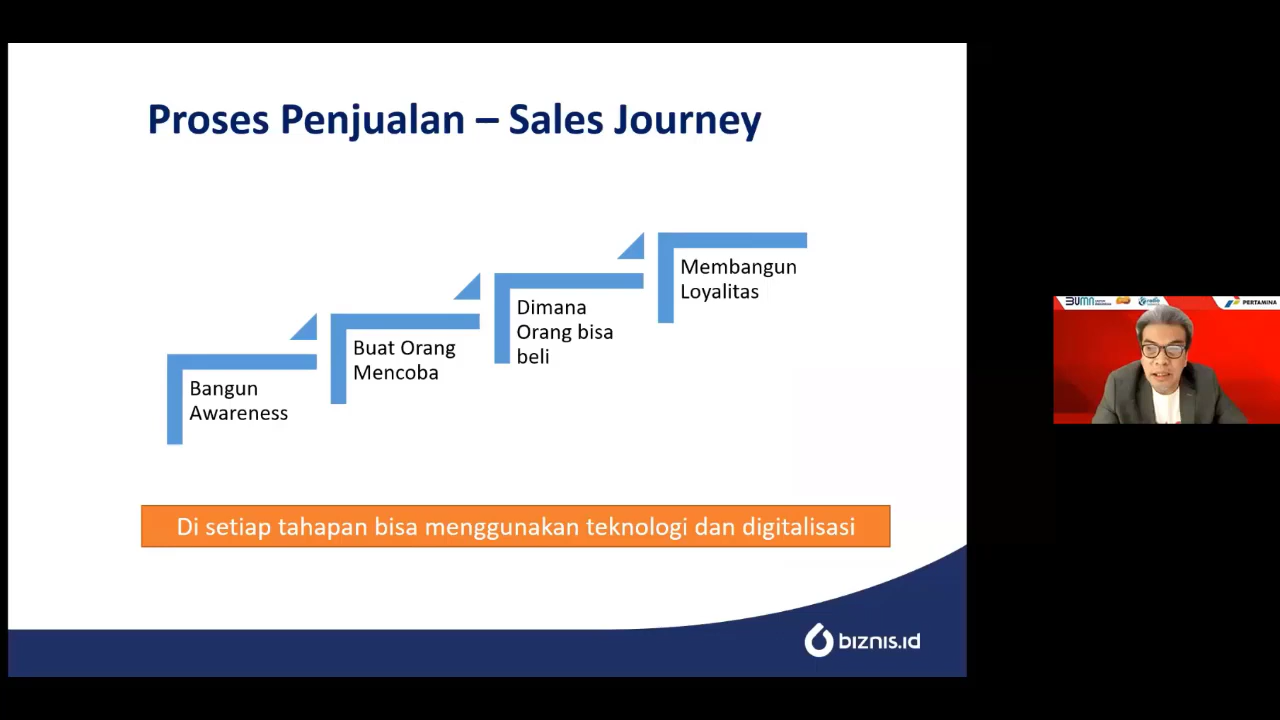 Proses Penjualan – Sales Journey
Membangun
Loyalitas
Dimana
Orang bisa
beli
Buat Orang
Mencoba
Bangun
Awareness
Di setiap tahapan bisa menggunakan teknologi dan digitalisasi
biznis.id
BUMN
PERTAMINA